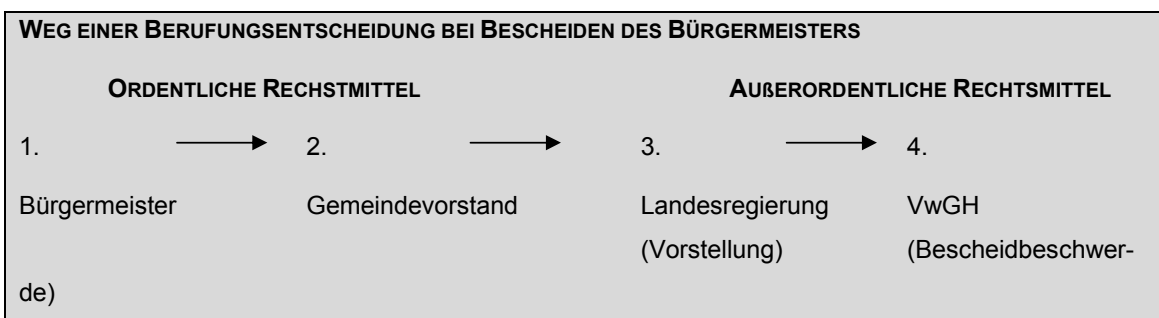 WEG EINER BERUFUNGSENTSCHEIDUNG BEI BESCHEIDEN DES BÜRGERMEISTERS
ORDENTLICHE RECHSTMITTEL AUßERORDENTLICHE RECHTSMITTEL
1. 2. 3. 4.
Bürgermeister Gemeindevorstand Landesregierung VwGH
(Vorstellung) (Bescheidbeschwer-
de)